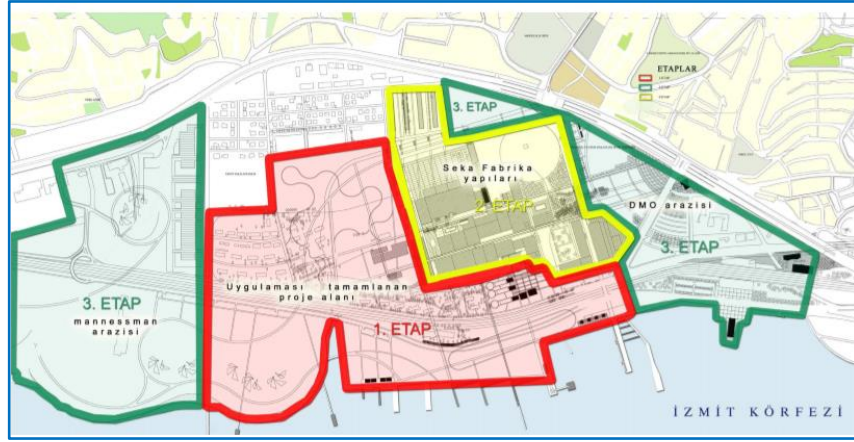 ETAPLAR
3. ETAP
Seka Fabrika
yapıları
2. ETAP
DMO arazisi
3. ETAP
3. ETAP
mannessman
arazisi
Uygulaması tamamlanan
proje alanı
1. ETAP
İZMİT KÖRFEZİ